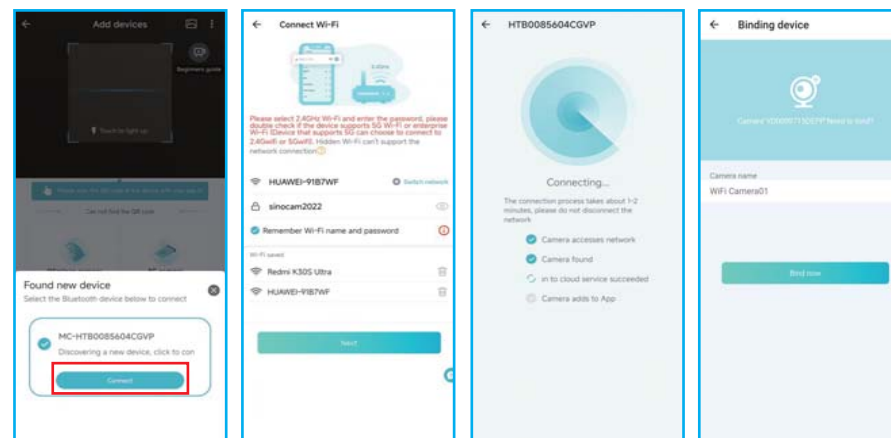 Add devices
Beginners guide
Touch to light up
Can not find the QR code
Found new device
Select the Bluetooth device below to connect
MC-HTB0085604CGVP
Discovering a new device, click to con
Connect
Connect Wi-Fi
Please select 2.4GHz Wi-Fi and enter the password, please
double check if the device supports 5G Wi-Fi or enterprise
Wi-Fi (Device that supports 5G can choose to connect to
2.4Gwifi or 5Gwifi). Hidden Wi-Fi can't support the
network connection
HUAWEI-91B7WF
Switch network
sinocam2022
Remember Wi-Fi name and password
Wi-Fi saved
Redmi K30S Ultra
HUAWEI-91B7WF
Next
HTB0085604CGVP
Connecting...
The connection process takes about 1-2
minutes, please do not disconnect the
network
Camera accesses network
Camera found
in to cloud service succeeded
Camera adds to App
Binding device
Camera name
WiFi Camera01
Bind now